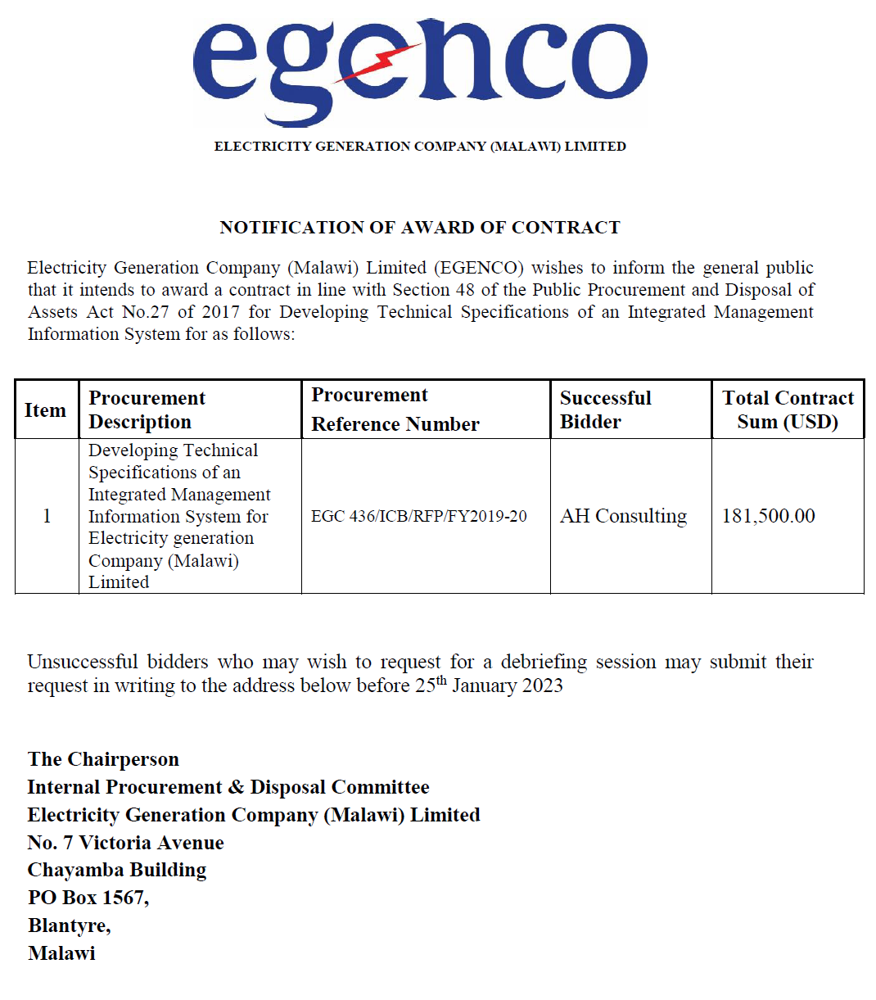 egenco
ELECTRICITY GENERATION COMPANY (MALAWI) LIMITED
NOTIFICATION OF AWARD OF CONTRACT
Electricity Generation Company (Malawi) Limited (EGENCO) wishes to inform the general public
that it intends to award a contract in line with Section 48 of the Public Procurement and Disposal of
Assets Act No.27 of 2017 for Developing Technical Specifications of an Integrated Management
Information System for as follows:
Item
Procurement
Description
Procurement
Reference Number
Successful
Bidder
Total Contract
Sum (USD)
1
Developing Technical
Specifications of an
Integrated Management
Information System for
Electricity generation
Company (Malawi)
Limited
EGC 436/ICB/RFP/FY2019-20
AH Consulting
181,500.00
Unsuccessful bidders who may wish to request for a debriefing session may submit their
request in writing to the address below before 25th January 2023
The Chairperson
Internal Procurement & Disposal Committee
Electricity Generation Company (Malawi) Limited
No. 7 Victoria Avenue
Chayamba Building
PO Box 1567,
Blantyre,
Malawi